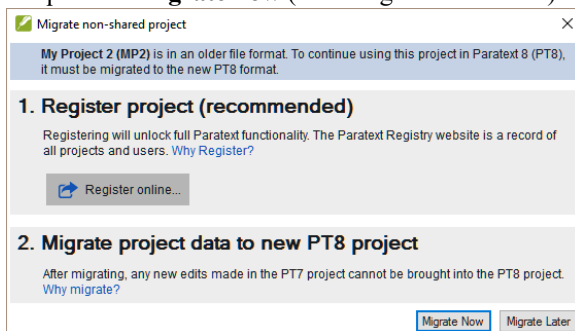 Migrate non-shared project
My Project 2 (MP2) is in an older file format. To continue using this project in Paratext 8 (PT8),
it must be migrated to the new PT8 format.
1. Register project (recommended)
Registering will unlock full Paratext functionality. The Paratext Registry website is a record of
all projects and users. Why Register?
Register online...
2. Migrate project data to new PT8 project
After migrating, any new edits made in the PT7 project cannot be brought into the PT8 project.
Why migrate?
Migrate Now Migrate Later